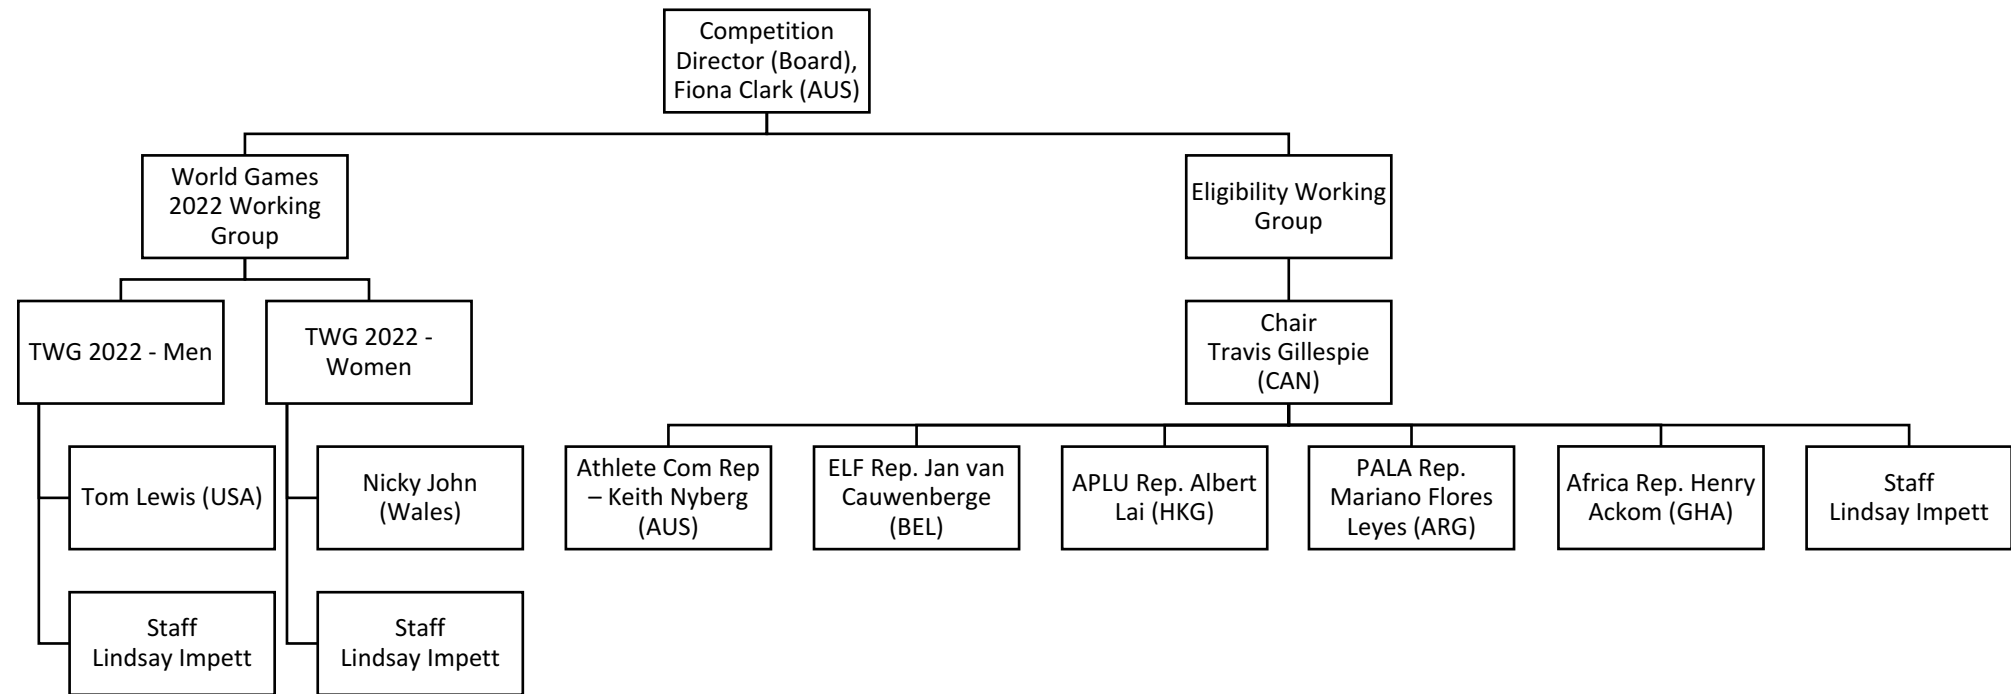 Competition
Director (Board),
Fiona Clark (AUS)
World Games
2022 Working
Group
Eligibility Working
Group
TWG 2022 - Men
TWG 2022 -
Women
Chair
Travis Gillespie
(CAN)
Tom Lewis (USA)
Nicky John
(Wales)
Athlete Com Rep
– Keith Nyberg
(AUS)
ELF Rep. Jan van
Cauwenberge
(BEL)
APLU Rep. Albert
Lai (HKG)
PALA Rep.
Mariano Flores
Leyes (ARG)
Africa Rep. Henry
Ackom (GHA)
Staff
Lindsay Impett
Staff
Lindsay Impett
Staff
Lindsay Impett